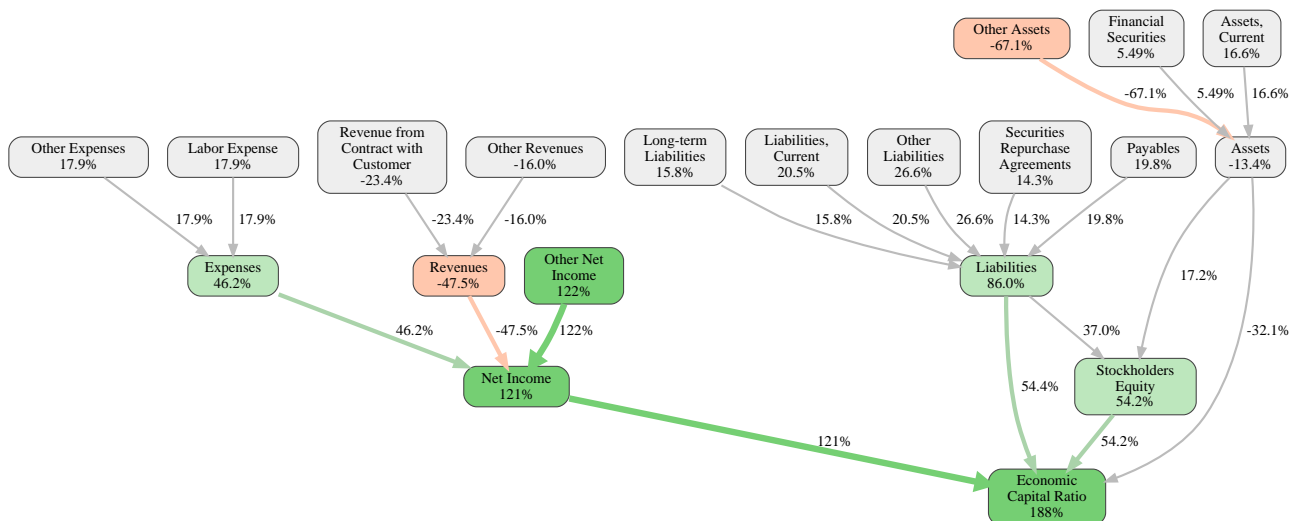 Other Assets
-67.1%
Financial
Securities
5.49%
Assets,
Current
16.6%
-67.1%
5.49%
16.6%
Other Expenses
17.9%
Labor Expense
17.9%
Revenue from
Contract with
Customer
-23.4%
Other Revenues
-16.0%
Long-term
Liabilities
15.8%
Liabilities,
Current
20.5%
Other
Liabilities
26.6%
Securities
Repurchase
Agreements
14.3%
Payables
19.8%
Assets
-13.4%
17.9%
17.9%
-23.4%
-16.0%
15.8%
20.5%
26.6%
14.3%
19.8%
Expenses
46.2%
Revenues
-47.5%
Other Net
Income
122%
Liabilities
86.0%
17.2%
46.2%
-47.5%
122%
37.0%
-32.1%
Net Income
121%
54.4%
Stockholders
Equity
54.2%
121%
54.2%
Economic
Capital Ratio
188%